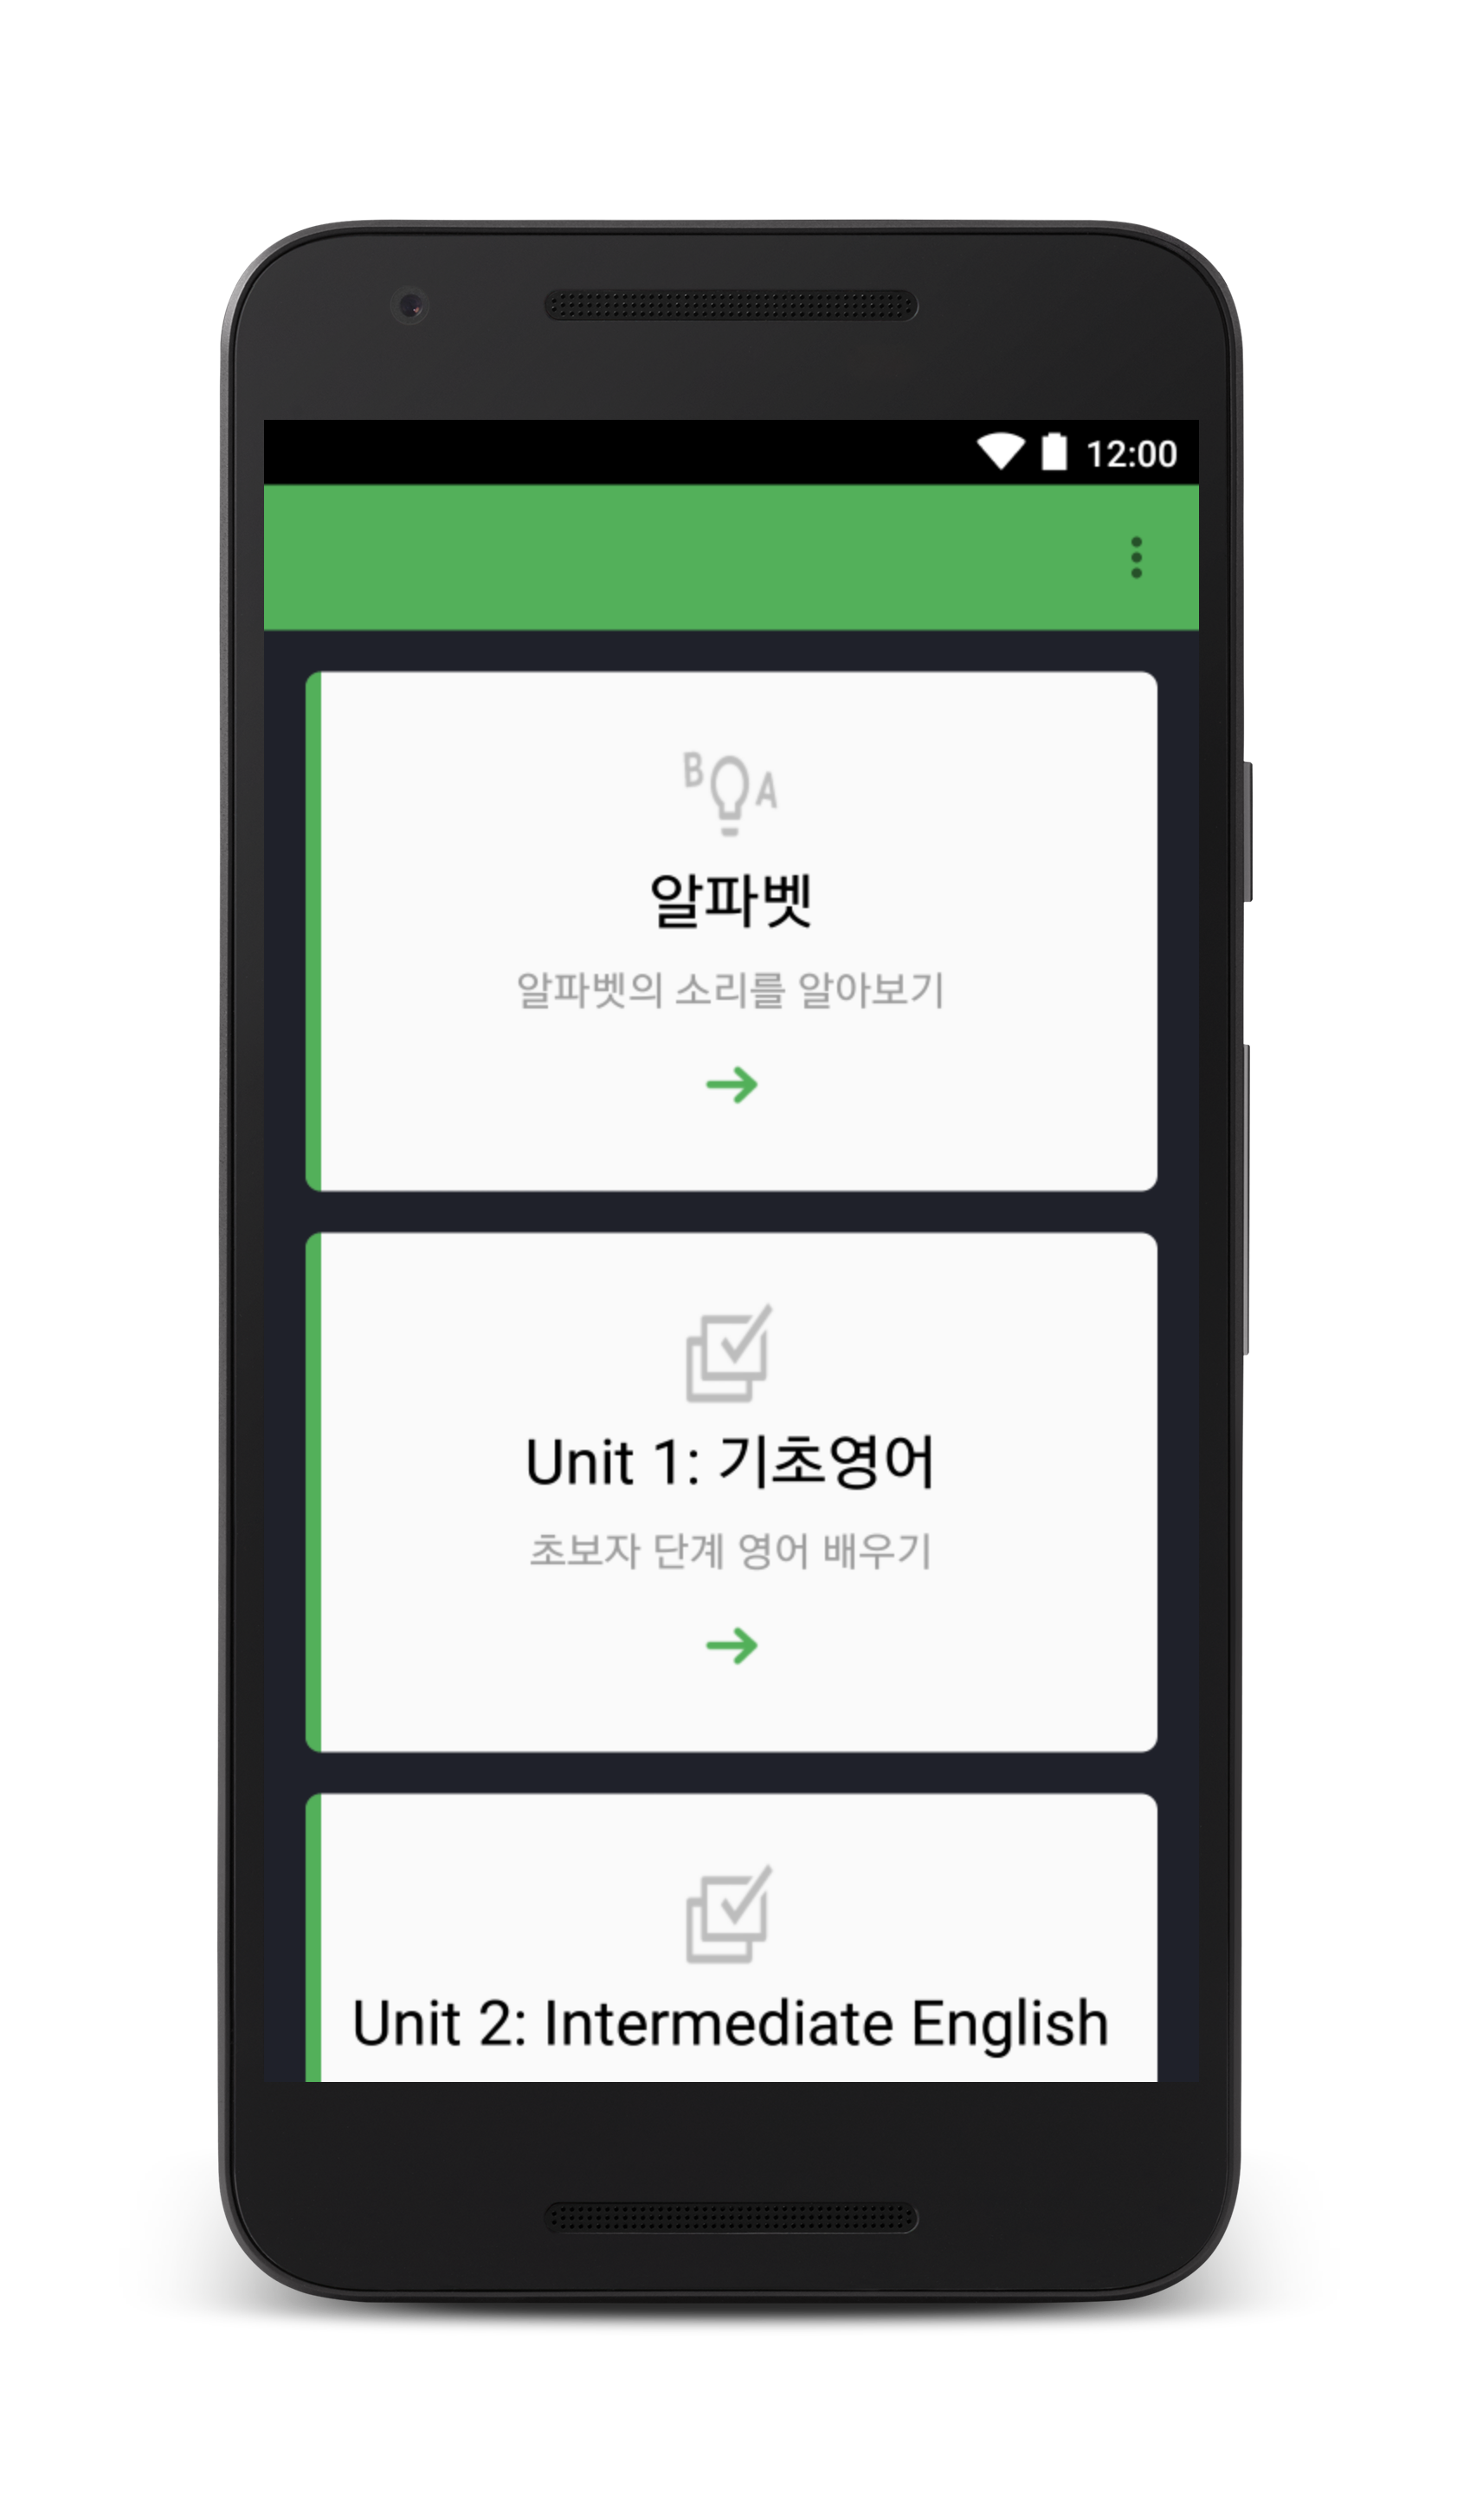 12:00
B A
알파벳
알파벳의 소리를 알아보기
Unit 1: 기초영어
초보자 단계 영어 배우기
Unit 2: Intermediate English